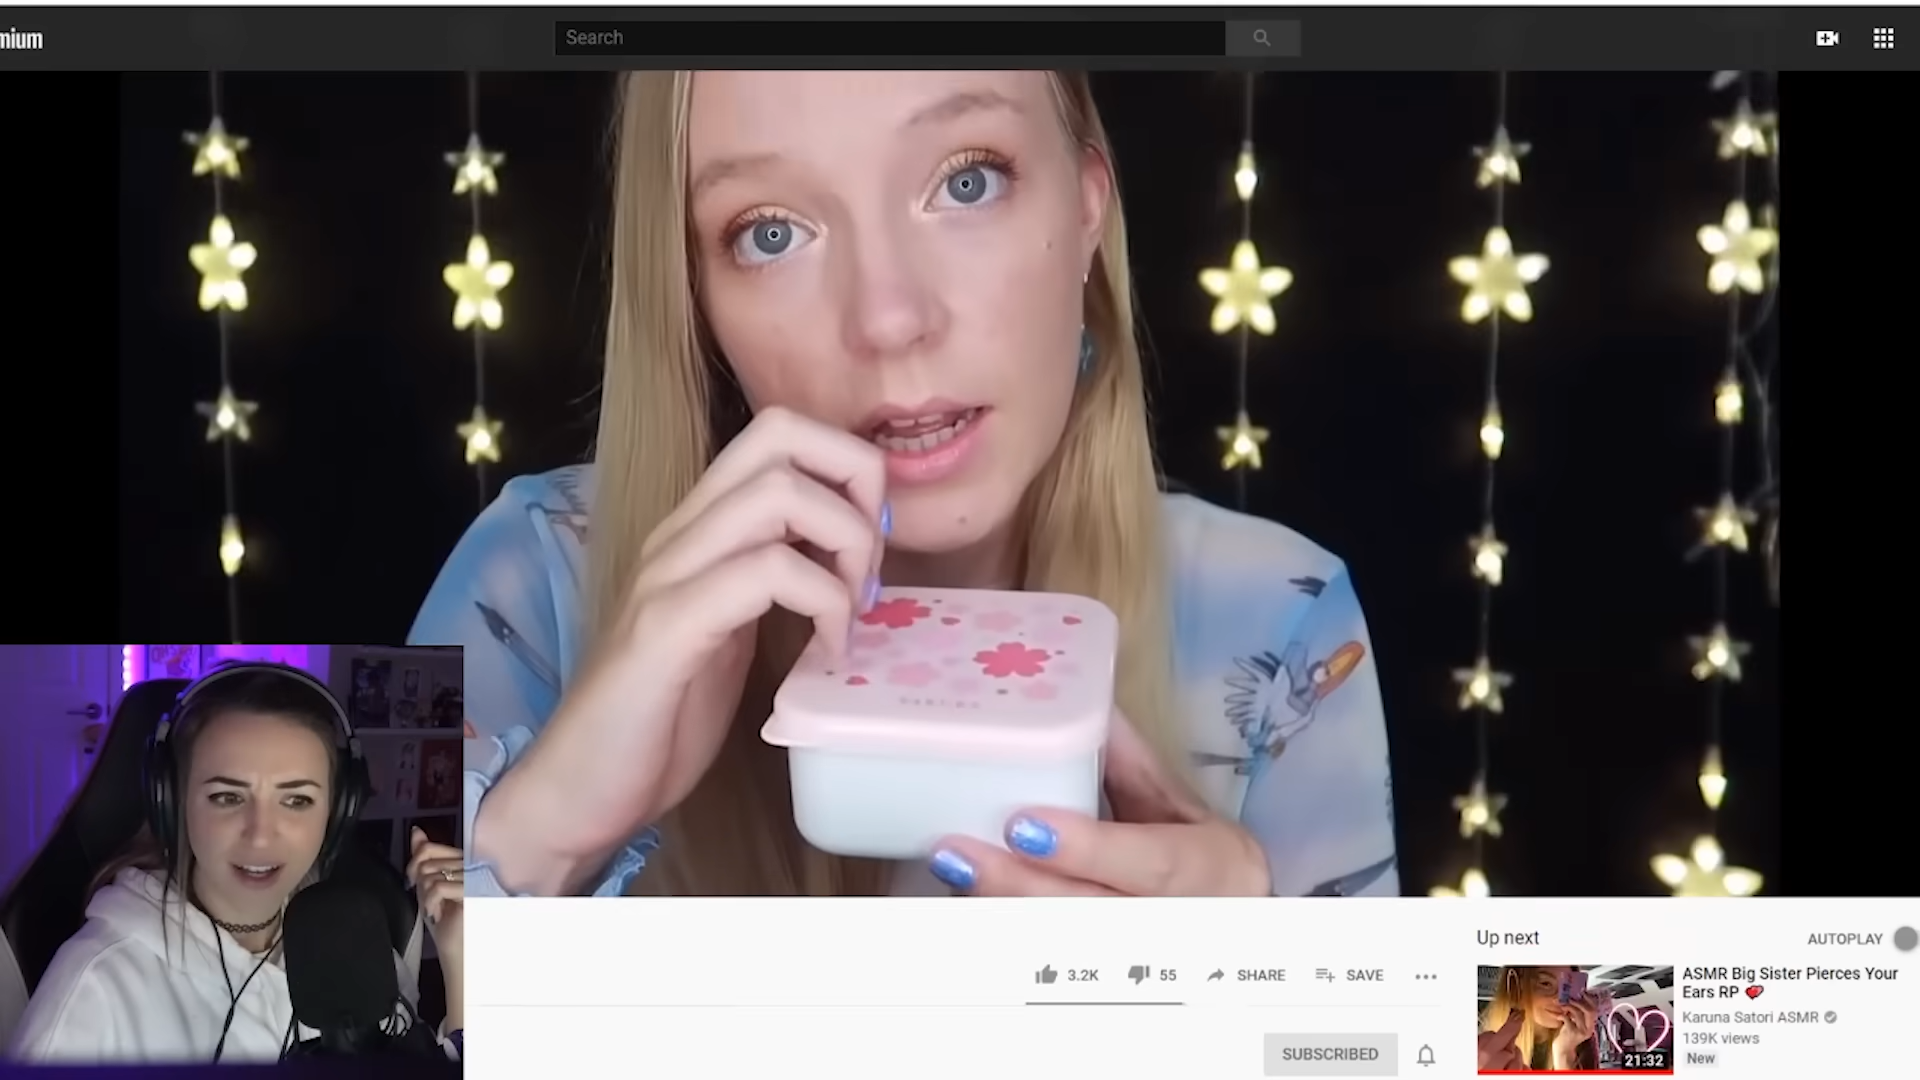 mium
Search
3.2K
55
SHARE
SAVE
SUBSCRIBED
Up next
AUTOPLAY
ASMR Big Sister Pierces Your
Ears RP
Karuna Satori ASMR
139K views
New
21:32